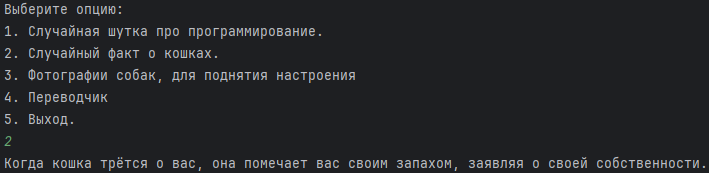 Выберите опцию:
1. Случайная шутка про программирование.
2. Случайный факт о кошках.
3. Фотографии собак, для поднятия настроения
4. Переводчик
5. Выход.
2
Когда кошка трётся о вас, она помечает вас своим запахом, заявляя о своей собственности.